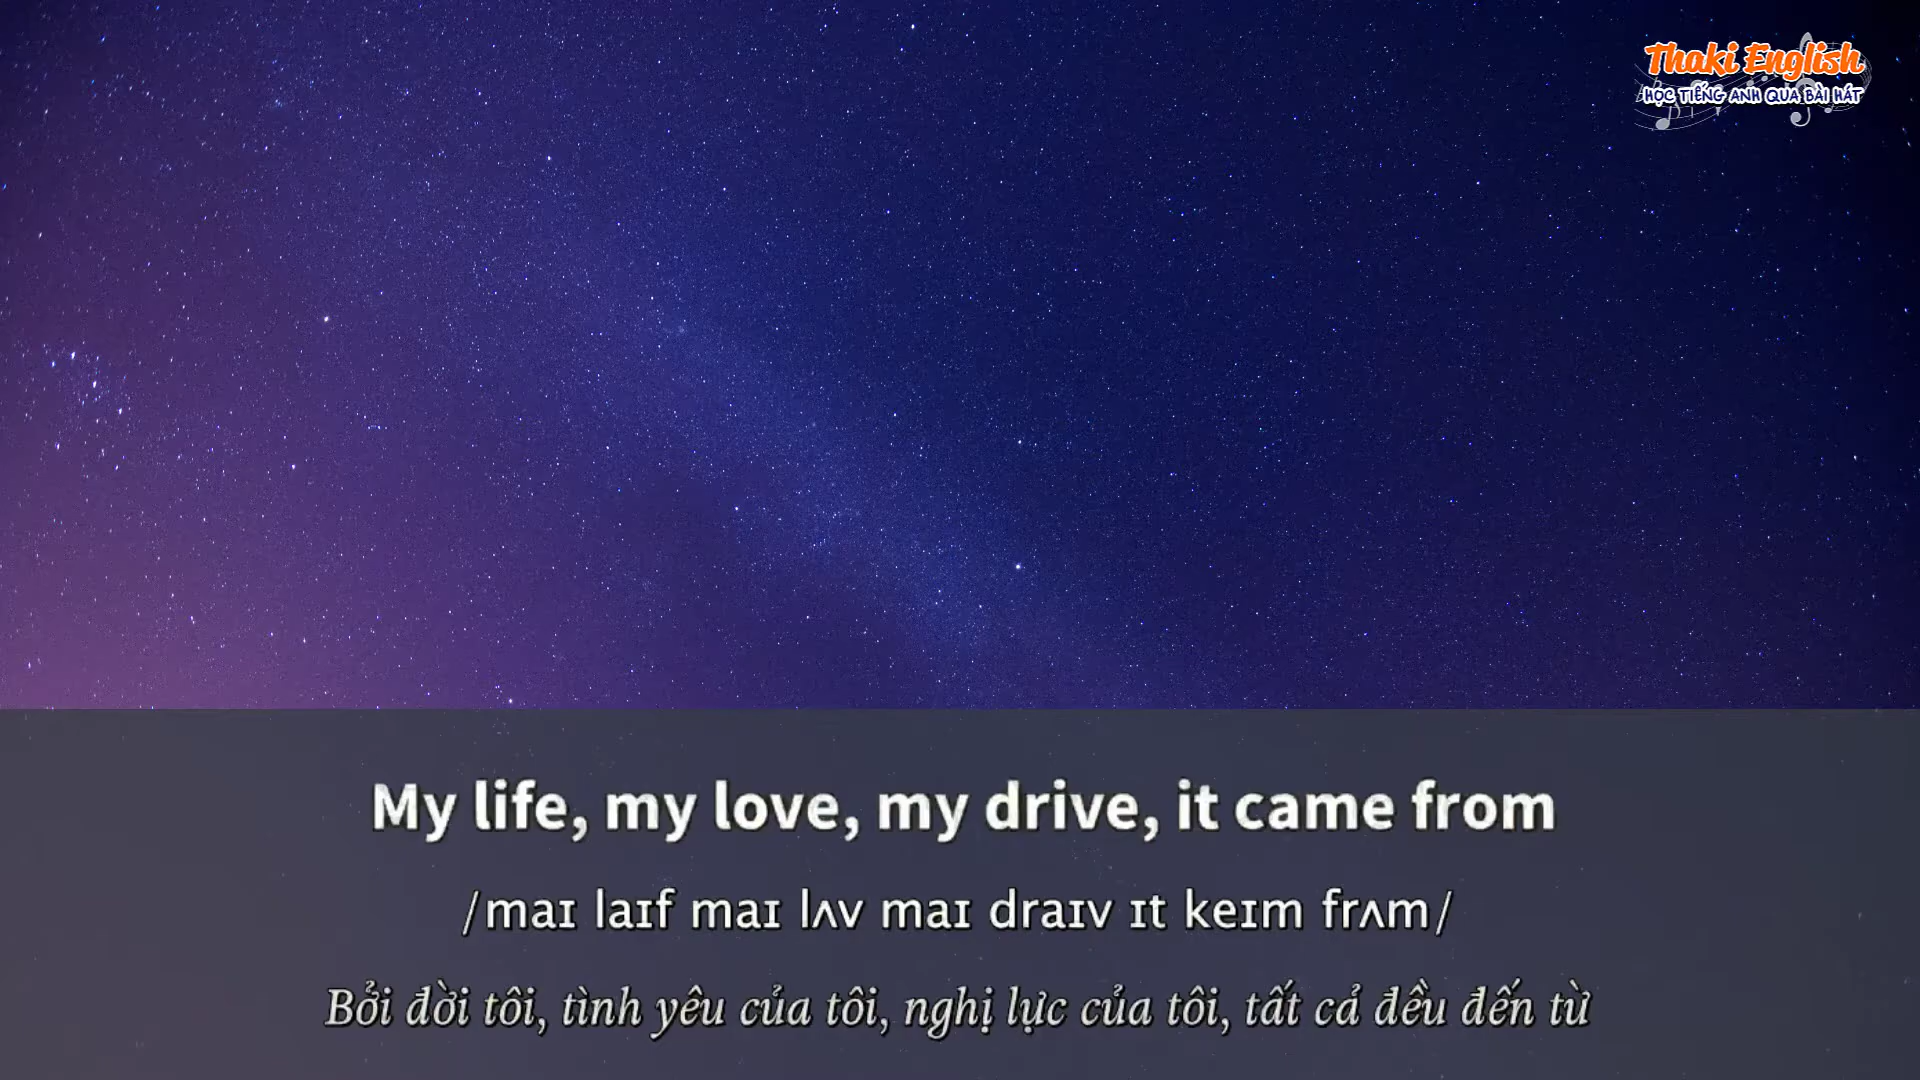 Thaki English
HỌC TIẾNG ANH QUA BÀI HÁT
My life, my love, my drive, it came from
/maɪ laɪf maɪ lʌv maɪ draɪv ɪt keɪm frʌm/
Bởi đời tôi, tình yêu của tôi, nghị lực của tôi, tất cả đều đến từ